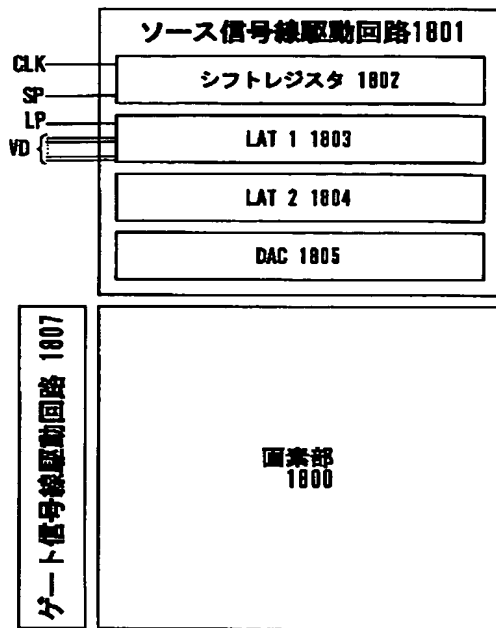 ソース信号線駆動回路1801
CLK
シフトレジスタ 1802
SP
LP
LAT 1 1803
VD
LAT 2 1804
DAC 1805
ゲート信号線駆動回路 1807
画素部
1800